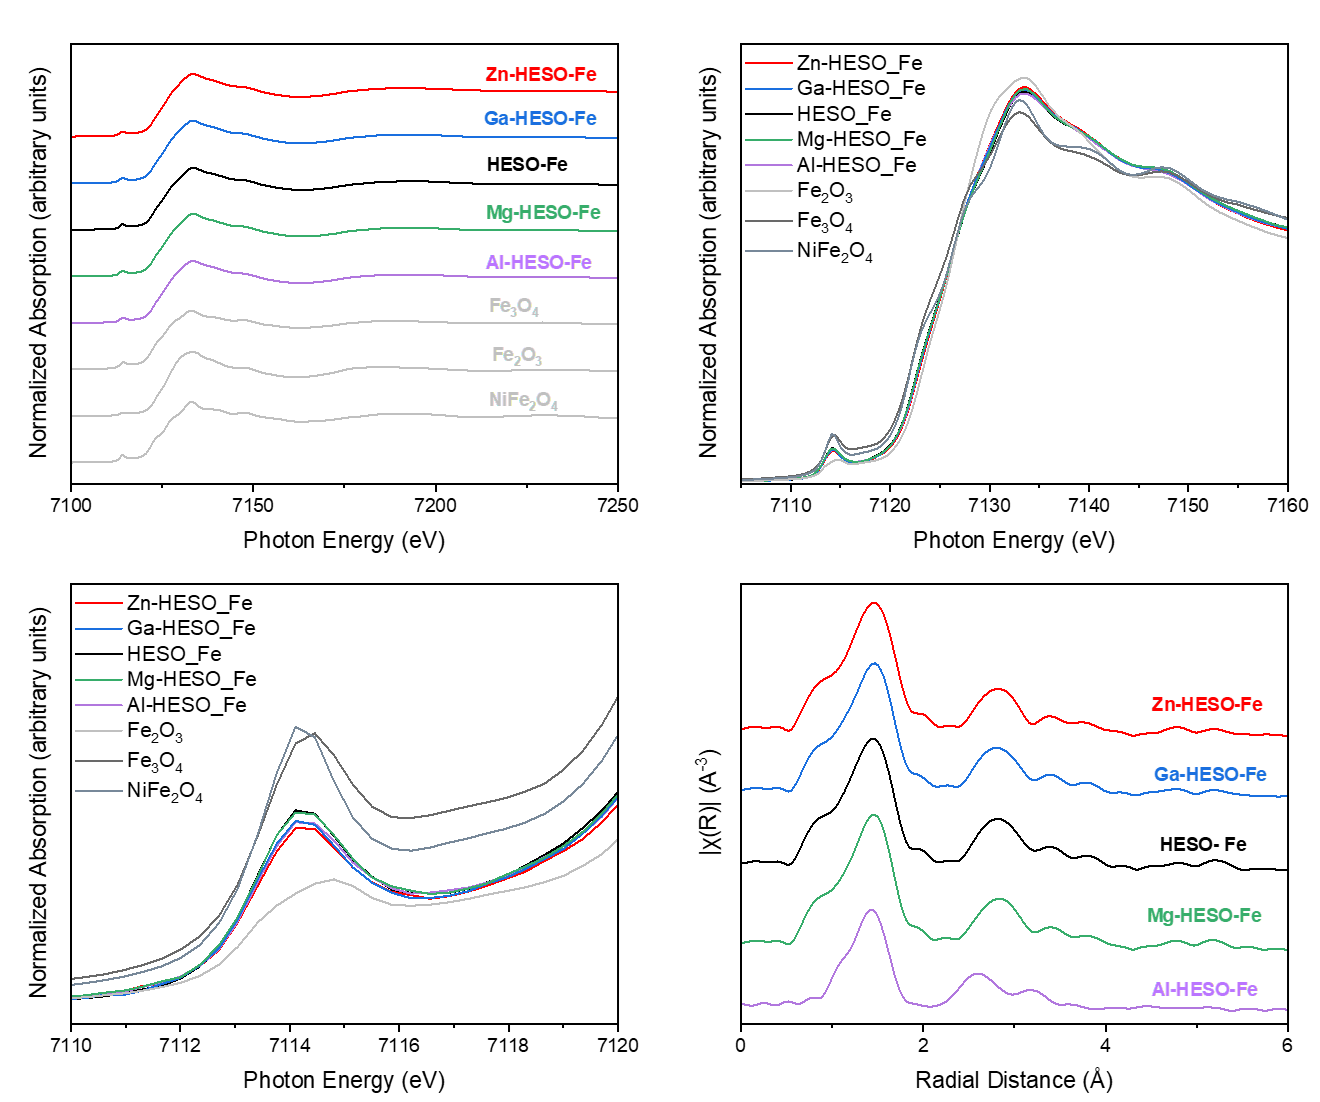 Normalized Absorption (arbitrary units)
Zn-HESO-Fe
Ga-HESO-Fe
HESO-Fe
Mg-HESO-Fe
Al-HESO-Fe
Fe₃O₄
Fe₂O₃
NiFe₂O₄
7100 7150 7200 7250
Photon Energy (eV)
Normalized Absorption (arbitrary units)
Zn-HESO_Fe
Ga-HESO_Fe
HESO_Fe
Mg-HESO_Fe
Al-HESO_Fe
Fe₂O₃
Fe₃O₄
NiFe₂O₄
7110 7120 7130 7140 7150 7160
Photon Energy (eV)
Normalized Absorption (arbitrary units)
Zn-HESO_Fe
Ga-HESO_Fe
HESO_Fe
Mg-HESO_Fe
Al-HESO_Fe
Fe₂O₃
Fe₃O₄
NiFe₂O₄
7110 7112 7114 7116 7118 7120
Photon Energy (eV)
|χ(R)| (A⁻³)
Zn-HESO-Fe
Ga-HESO-Fe
HESO- Fe
Mg-HESO-Fe
Al-HESO-Fe
0 2 4 6
Radial Distance (Å)